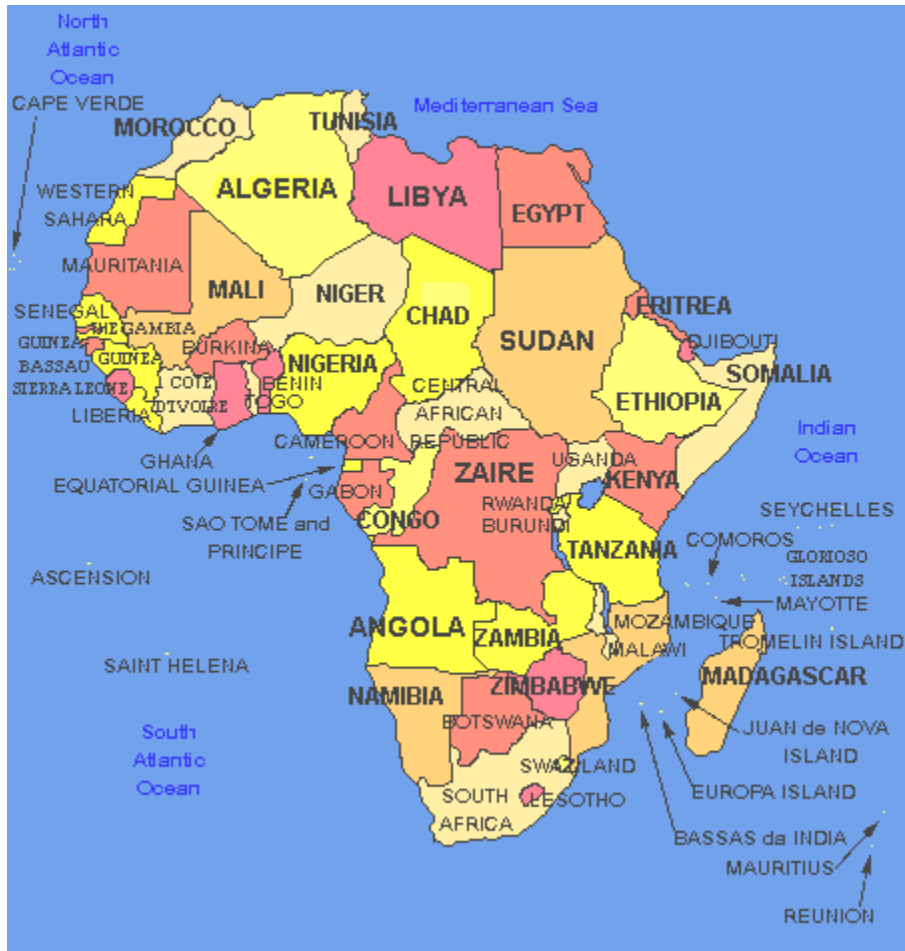 North
Atlantic
Ocean
CAPE VERDE
Mediterranean Sea
MOROCCO
TUNISIA
ALGERIA
LIBYA
EGYPT
WESTERN
SAHARA
MAURITANIA
MALI
NIGER
CHAD
SUDAN
ERITREA
DJIBOUTI
SENEGAL
THE GAMBIA
GUINEA
BASSAO
GUINEA
SIERRA LEONE
LIBERIA
BURKINA
COTE
D'IVOIRE
GHANA
TOGO
BENIN
NIGERIA
CENTRAL
AFRICAN
REPUBLIC
CAMEROON
ETHIOPIA
SOMALIA
EQUATORIAL GUINEA
SAO TOME and
PRINCIPE
GABON
CONGO
ZAIRE
UGANDA
KENYA
RWANDA
BURUNDI
TANZANIA
Indian
Ocean
SEYCHELLES
COMOROS
GLORIOSO
ISLANDS
MAYOTTE
ASCENSION
SAINT HELENA
ANGOLA
ZAMBIA
MOZAMBIQUE
MALAWI
TROMELIN ISLAND
MADAGASCAR
NAMIBIA
ZIMBABWE
BOTSWANA
South
Atlantic
Ocean
SWAZILAND
LESOTHO
SOUTH
AFRICA
JUAN de NOVA
ISLAND
EUROPA ISLAND
BASSAS da INDIA
MAURITIUS
REUNION